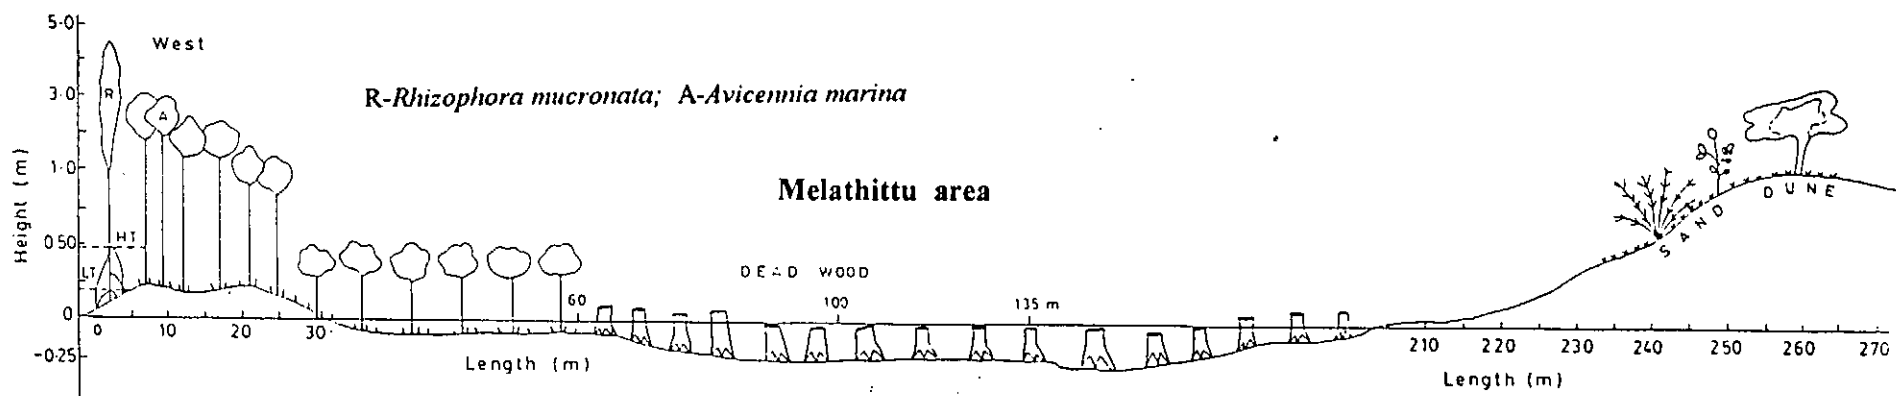 5·0
West
R-Rhizophora mucronata; A-Avicennia marina
3·0
R
A
1·0
Melathittu area
Height (m)
0·50
HT
LT
DEAD WOOD
SAND DUNE
60
100
135 m
0
0 10 20 30
210 220 230 240 250 260 270
-0·25
Length (m)
Length (m)